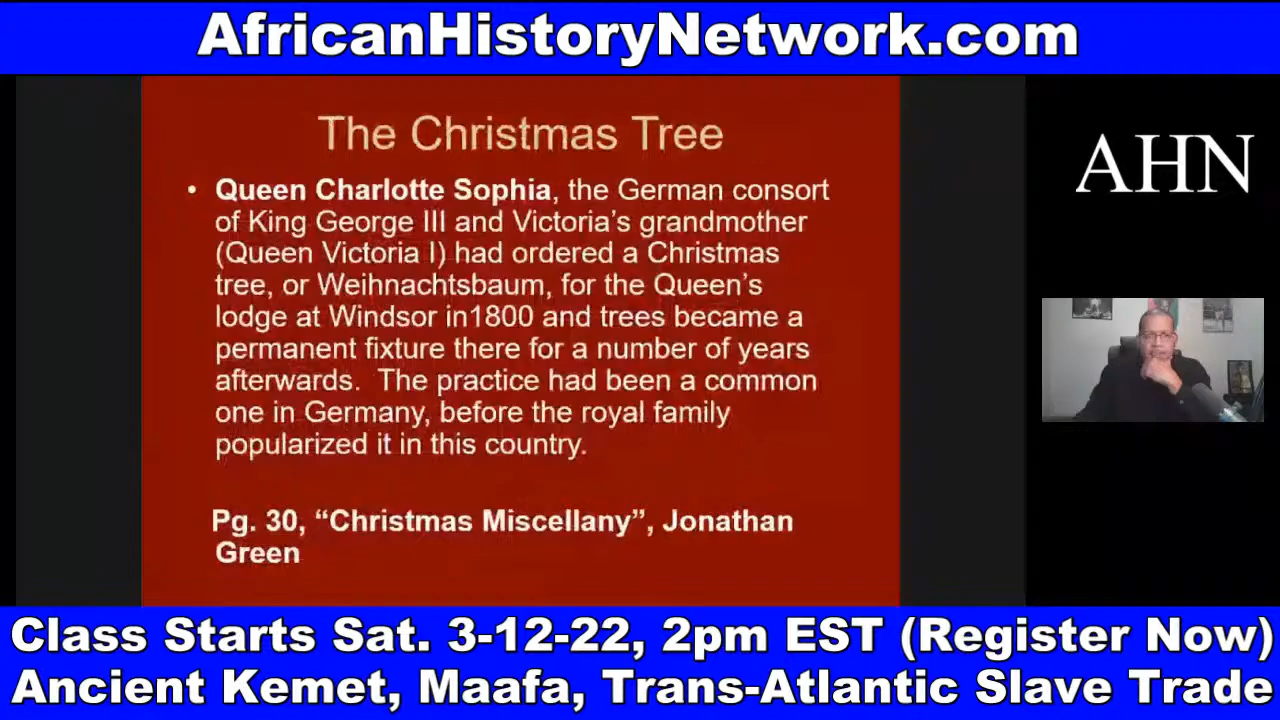 AfricanHistoryNetwork.com
The Christmas Tree
• Queen Charlotte Sophia, the German consort
of King George III and Victoria's grandmother
(Queen Victoria I) had ordered a Christmas
tree, or Weihnachtsbaum, for the Queen's
lodge at Windsor in1800 and trees became a
permanent fixture there for a number of years
afterwards. The practice had been a common
one in Germany, before the royal family
popularized it in this country.
Pg. 30, “Christmas Miscellany”, Jonathan
Green
AHN
Class Starts Sat. 3-12-22, 2pm EST (Register Now)
Ancient Kemet, Maafa, Trans-Atlantic Slave Trade